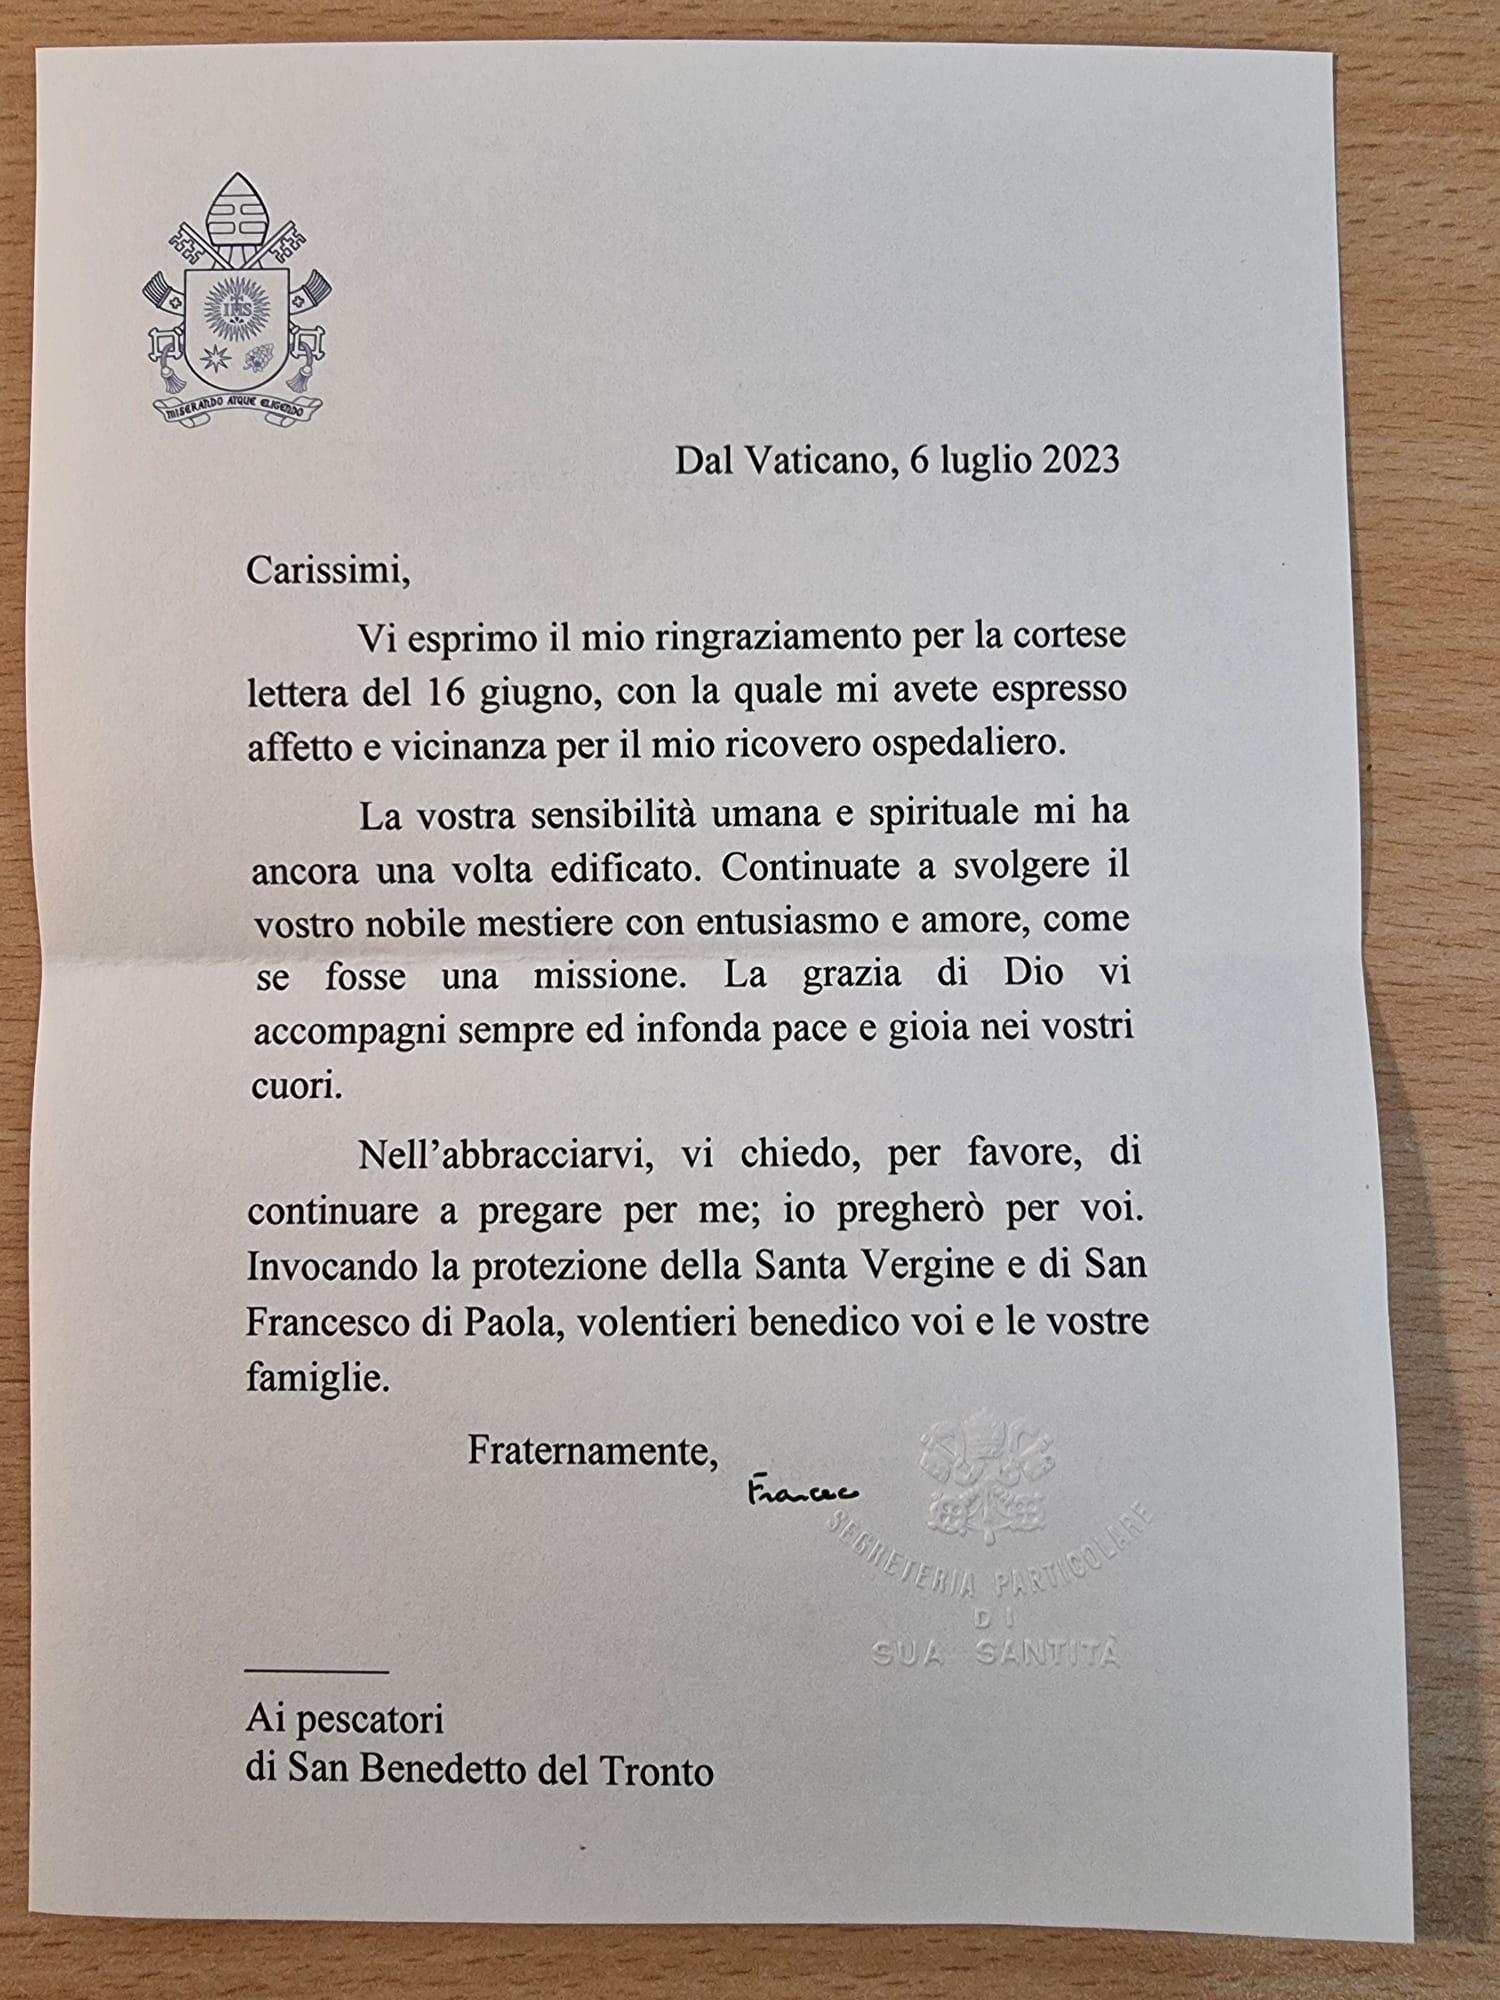 IHS
MISERANDO ATQUE ELIGENDO
Dal Vaticano, 6 luglio 2023
Carissimi,
Vi esprimo il mio ringraziamento per la cortese
lettera del 16 giugno, con la quale mi avete espresso
affetto e vicinanza per il mio ricovero ospedaliero.
La vostra sensibilità umana e spirituale mi ha
ancora una volta edificato. Continuate a svolgere il
vostro nobile mestiere con entusiasmo e amore, come
se fosse una missione. La grazia di Dio vi
accompagni sempre ed infonda pace e gioia nei vostri
cuori.
Nell’abbracciarvi, vi chiedo, per favore, di
continuare a pregare per me; io pregherò per voi.
Invocando la protezione della Santa Vergine e di San
Francesco di Paola, volentieri benedico voi e le vostre
famiglie.
Fraternamente,
Francesco
SEGRETERIA PARTICOLARE
DI
SUA SANTITÀ
Ai pescatori
di San Benedetto del Tronto